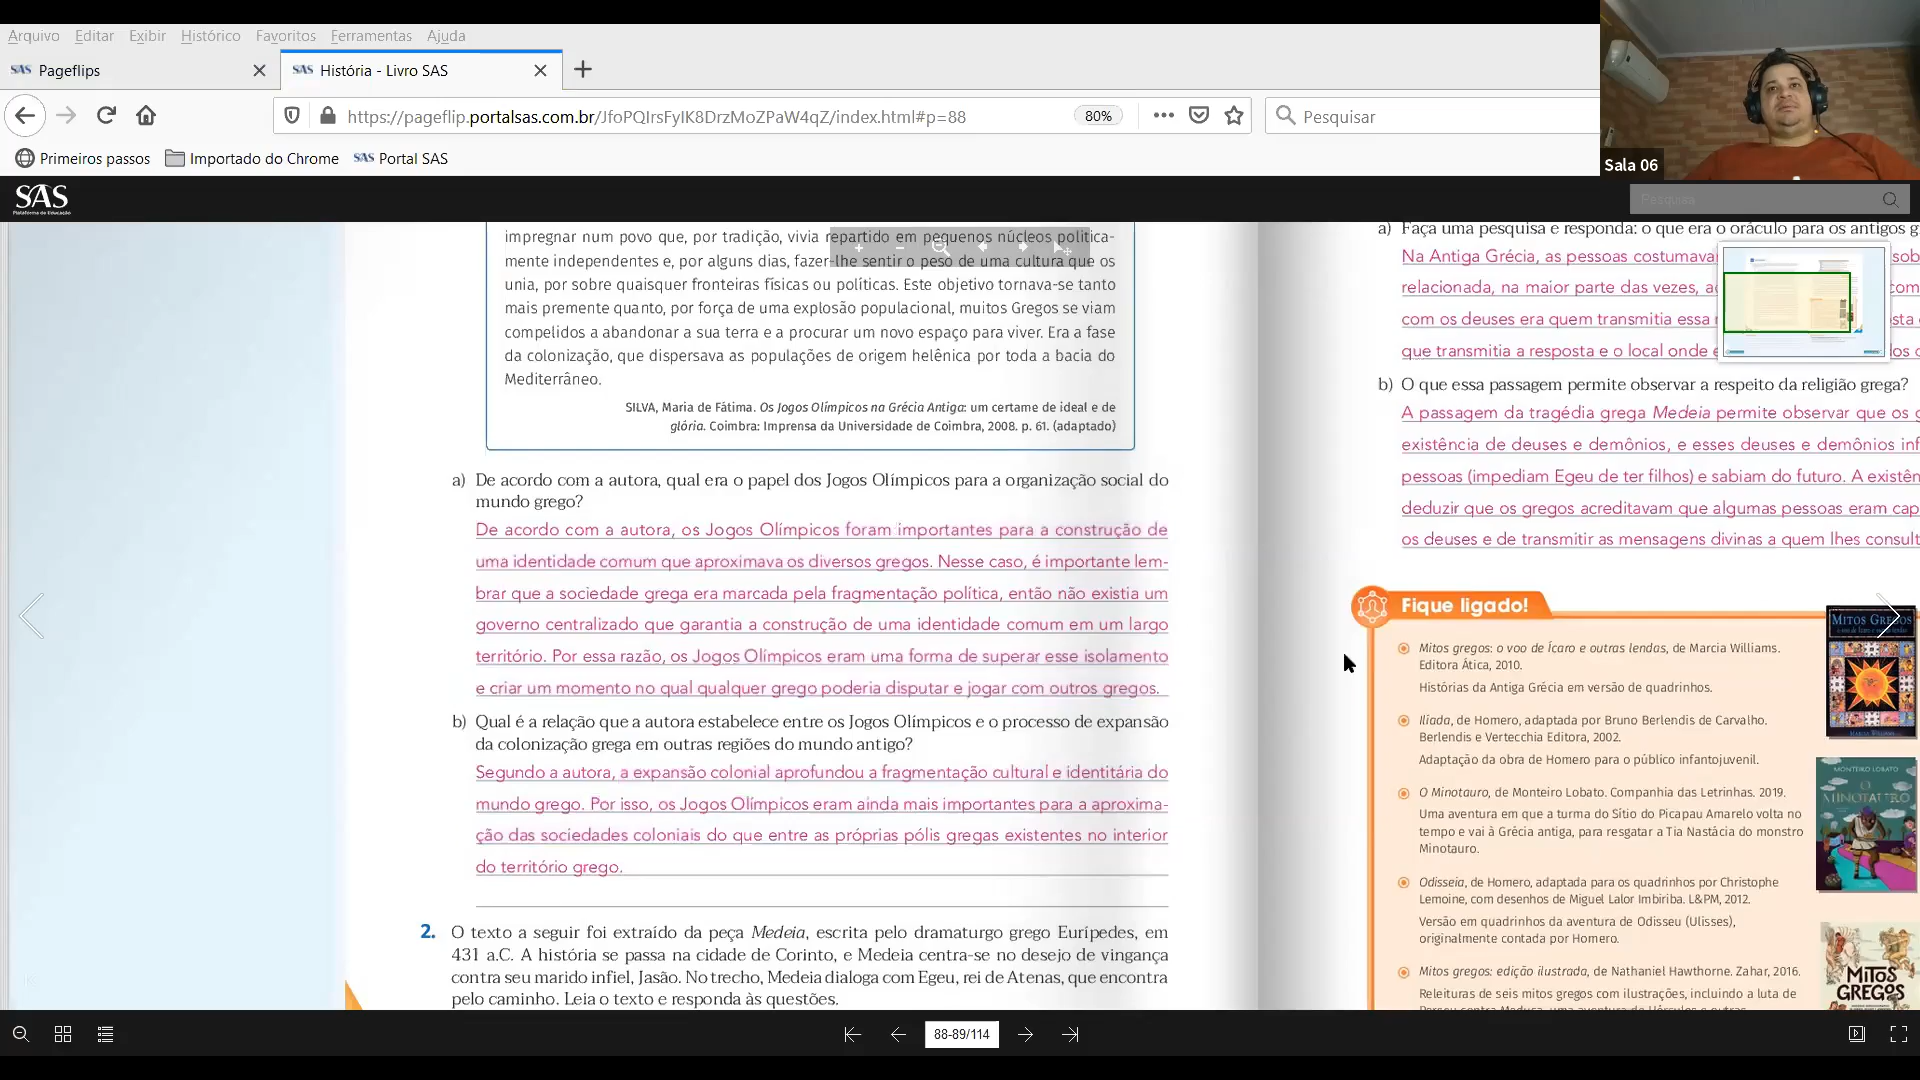 Arquivo Editar Exibir Histórico Favoritos Ferramentas Ajuda
SAS Pageflips
SAS História - Livro SAS
https://pageflip.portalsas.com.br/JfoPQIrsFyIK8DrzMoZPaW4qZ/index.html#p=88
80%
Pesquisar
Primeiros passos
Importado do Chrome
SAS Portal SAS
Sala 06
SAS
Plataforma de Educação
Pesquisa
impregnar num povo que, por tradição, vivia repartido em pequenos núcleos politica-
mente independentes e, por alguns dias, fazer-lhe sentir o peso de uma cultura que os
unia, por sobre quaisquer fronteiras físicas ou políticas. Este objetivo tornava-se tanto
mais premente quanto, por força de uma explosão populacional, muitos Gregos se viam
compelidos a abandonar a sua terra e a procurar um novo espaço para viver. Era a fase
da colonização, que dispersava as populações de origem helênica por toda a bacia do
Mediterrâneo.
SILVA, Maria de Fátima. Os Jogos Olímpicos na Grécia Antiga: um certame de ideal e de
glória. Coimbra: Imprensa da Universidade de Coimbra, 2008. p. 61. (adaptado)
a) De acordo com a autora, qual era o papel dos Jogos Olímpicos para a organização social do
mundo grego?
De acordo com a autora, os Jogos Olímpicos foram importantes para a construção de
uma identidade comum que aproximava os diversos gregos. Nesse caso, é importante lem-
brar que a sociedade grega era marcada pela fragmentação política, então não existia um
governo centralizado que garantia a construção de uma identidade comum em um largo
território. Por essa razão, os Jogos Olímpicos eram uma forma de superar esse isolamento
e criar um momento no qual qualquer grego poderia disputar e jogar com outros gregos.
b) Qual é a relação que a autora estabelece entre os Jogos Olímpicos e o processo de expansão
da colonização grega em outras regiões do mundo antigo?
Segundo a autora, a expansão colonial aprofundou a fragmentação cultural e identitária do
mundo grego. Por isso, os Jogos Olímpicos eram ainda mais importantes para a aproxima-
ção das sociedades coloniais do que entre as próprias pólis gregas existentes no interior
do território grego.
2. O texto a seguir foi extraído da peça Medeia, escrita pelo dramaturgo grego Eurípedes, em
431 a.C. A história se passa na cidade de Corinto, e Medeia centra-se no desejo de vingança
contra seu marido infiel, Jasão. No trecho, Medeia dialoga com Egeu, rei de Atenas, que encontra
pelo caminho. Leia o texto e responda às questões.
a) Faça uma pesquisa e responda: o que era o oráculo para os antigos g
Na Antiga Grécia, as pessoas costumava sob
relacionada, na maior parte das vezes, com
com os deuses era quem transmitia essa
que transmitia a resposta e o local onde
b) O que essa passagem permite observar a respeito da religião grega?
A passagem da tragédia grega Medeia permite observar que os
existência de deuses e demônios, e esses deuses e demônios inf
pessoas (impediam Egeu de ter filhos) e sabiam do futuro. A existên
deduzir que os gregos acreditavam que algumas pessoas eram cap
os deuses e de transmitir as mensagens divinas a quem lhes consult
Fique ligado!
Mitos gregos: o voo de Ícaro e outras lendas, de Marcia Williams.
Editora Ática, 2010.
Histórias da Antiga Grécia em versão de quadrinhos.
Ilíada, de Homero, adaptada por Bruno Berlendis de Carvalho.
Berlendis e Vertecchia Editora, 2002.
Adaptação da obra de Homero para o público infantojuvenil.
O Minotauro, de Monteiro Lobato. Companhia das Letrinhas. 2019.
Uma aventura em que a turma do Sítio do Picapau Amarelo volta no
tempo e vai à Grécia antiga, para resgatar a Tia Nastácia do monstro
Minotauro.
Odisseia, de Homero, adaptada para os quadrinhos por Christophe
Lemoine, com desenhos de Miguel Lalor Imbiriba. L&PM, 2012.
Versão em quadrinhos da aventura de Odisseu (Ulisses),
originalmente contada por Homero.
Mitos gregos: edição ilustrada, de Nathaniel Hawthorne. Zahar, 2016.
Releituras de seis mitos gregos com ilustrações, incluindo a luta de
MITOS GREGOS
MARCIA WILLIAMS
MONTEIRO LOBATO
O MINOTAURO
MITOS
GREGOS
88-89/114